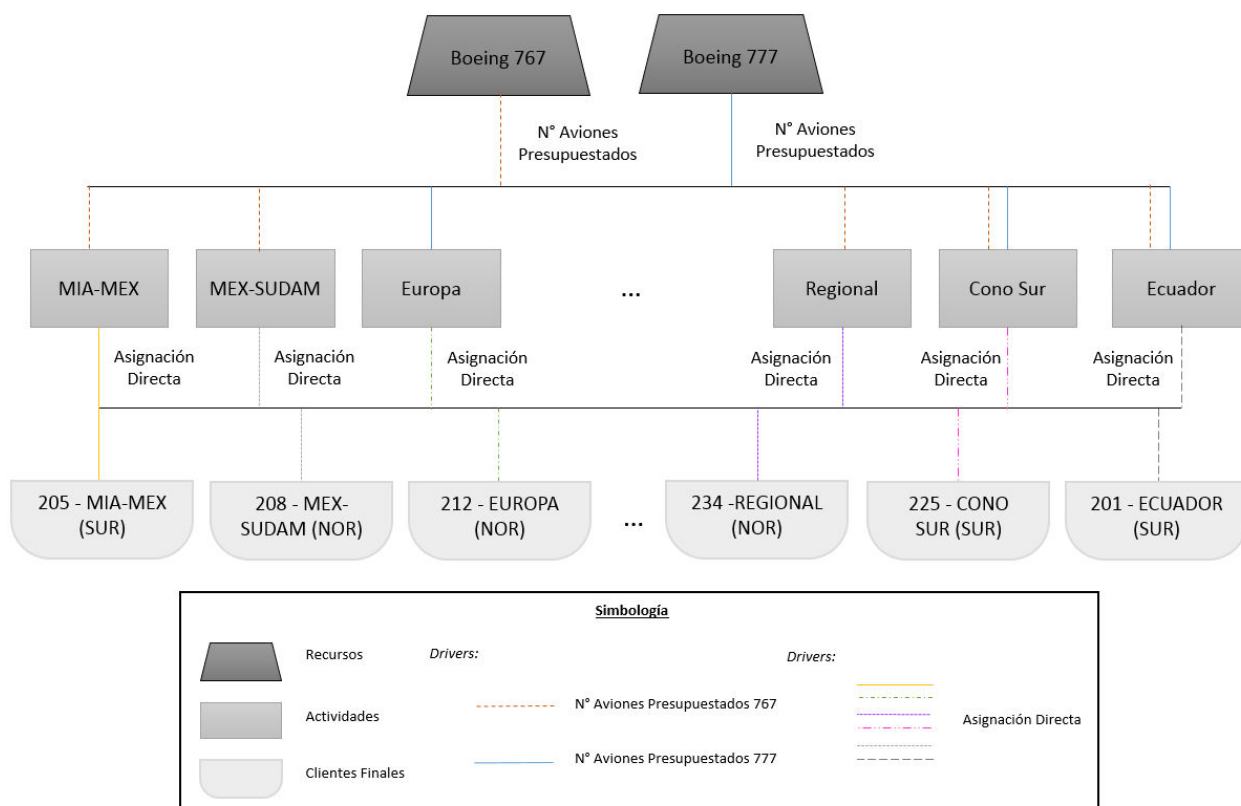 Boeing 767
Boeing 777
N° Aviones
Presupuestados
N° Aviones
Presupuestados
MIA-MEX
MEX-SUDAM
Europa
...
Regional
Cono Sur
Ecuador
Asignación
Directa
Asignación
Directa
Asignación
Directa
Asignación
Directa
Asignación
Directa
Asignación
Directa
205 - MIA-MEX
(SUR)
208 - MEX-
SUDAM (NOR)
212 - EUROPA
(NOR)
...
234 -REGIONAL
(NOR)
225 - CONO
SUR (SUR)
201 - ECUADOR
(SUR)
Simbología
Recursos
Actividades
Clientes Finales
Drivers:
N° Aviones Presupuestados 767
N° Aviones Presupuestados 777
Drivers:
Asignación Directa